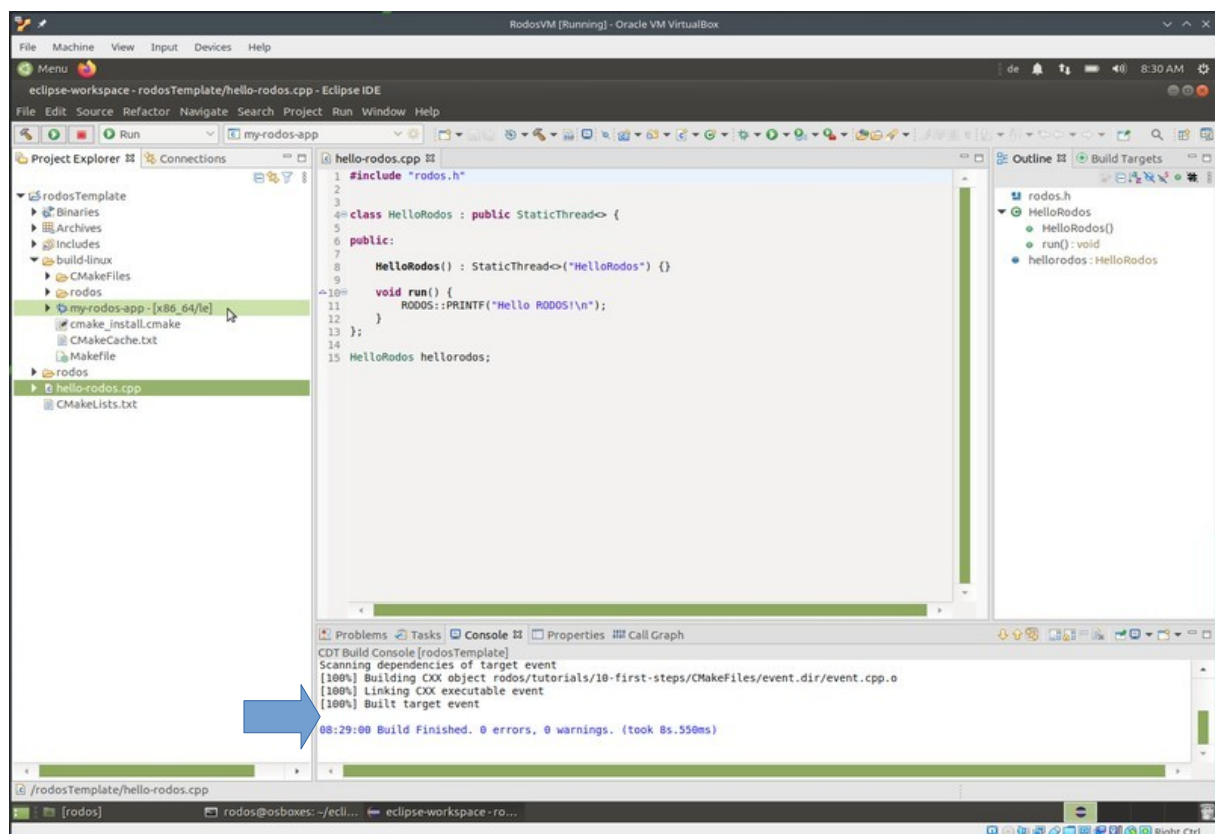 RodosVM [Running] - Oracle VM VirtualBox
File Machine View Input Devices Help
Menu
de 8:30 AM
eclipse-workspace - rodosTemplate/hello-rodos.cpp - Eclipse IDE
File Edit Source Refactor Navigate Search Project Run Window Help
Run my-rodos-app
Project Explorer Connections
rodosTemplate
Binaries
Archives
Includes
build-linux
CMakeFiles
rodos
my-rodos-app - [x86_64/le]
cmake_install.cmake
CMakeCache.txt
Makefile
rodos
hello-rodos.cpp
CMakeLists.txt
hello-rodos.cpp
1 #include "rodos.h"
2
3
4 class HelloRodos : public StaticThread<> {
5
6 public:
7
8 HelloRodos() : StaticThread<>("HelloRodos") {}
9
10 void run() {
11 RODOS::PRINTF("Hello RODOS!\n");
12 }
13 };
14
15 HelloRodos hellorodos;
Outline Build Targets
rodos.h
HelloRodos
HelloRodos()
run() : void
hellorodos : HelloRodos
Problems Tasks Console Properties Call Graph
CDT Build Console [rodosTemplate]
Scanning dependencies of target event
[100%] Building CXX object rodos/tutorials/10-first-steps/CMakeFiles/event.dir/event.cpp.o
[100%] Linking CXX executable event
[100%] Built target event
08:29:00 Build Finished. 0 errors, 0 warnings. (took 8s.550ms)
/rodosTemplate/hello-rodos.cpp
[rodos] rodos@osboxes: ~/ecli... eclipse-workspace - ro...
Right Ctrl